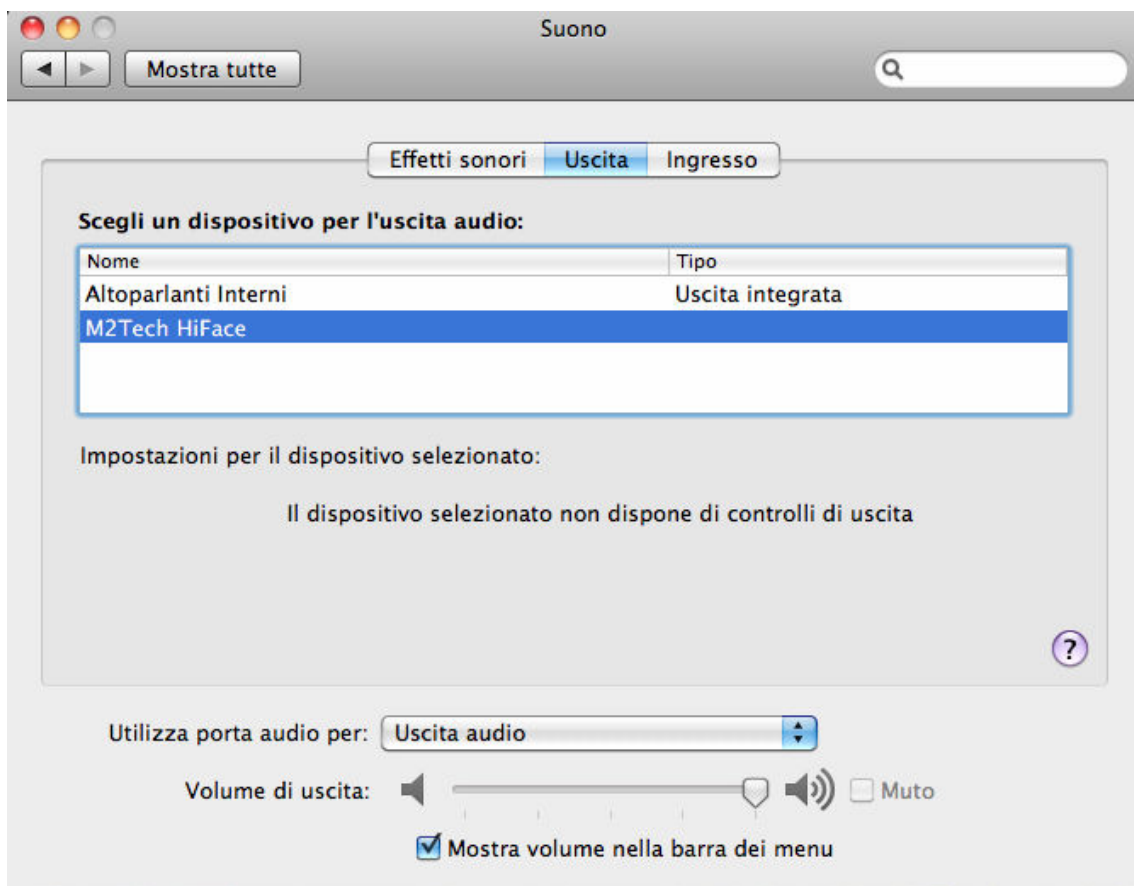 Suono
Mostra tutte
Effetti sonori Uscita Ingresso
Scegli un dispositivo per l'uscita audio:
Nome Tipo
Altoparlanti Interni Uscita integrata
M2Tech HiFace
Impostazioni per il dispositivo selezionato:
Il dispositivo selezionato non dispone di controlli di uscita
?
Utilizza porta audio per: Uscita audio
Volume di uscita: Muto
Mostra volume nella barra dei menu